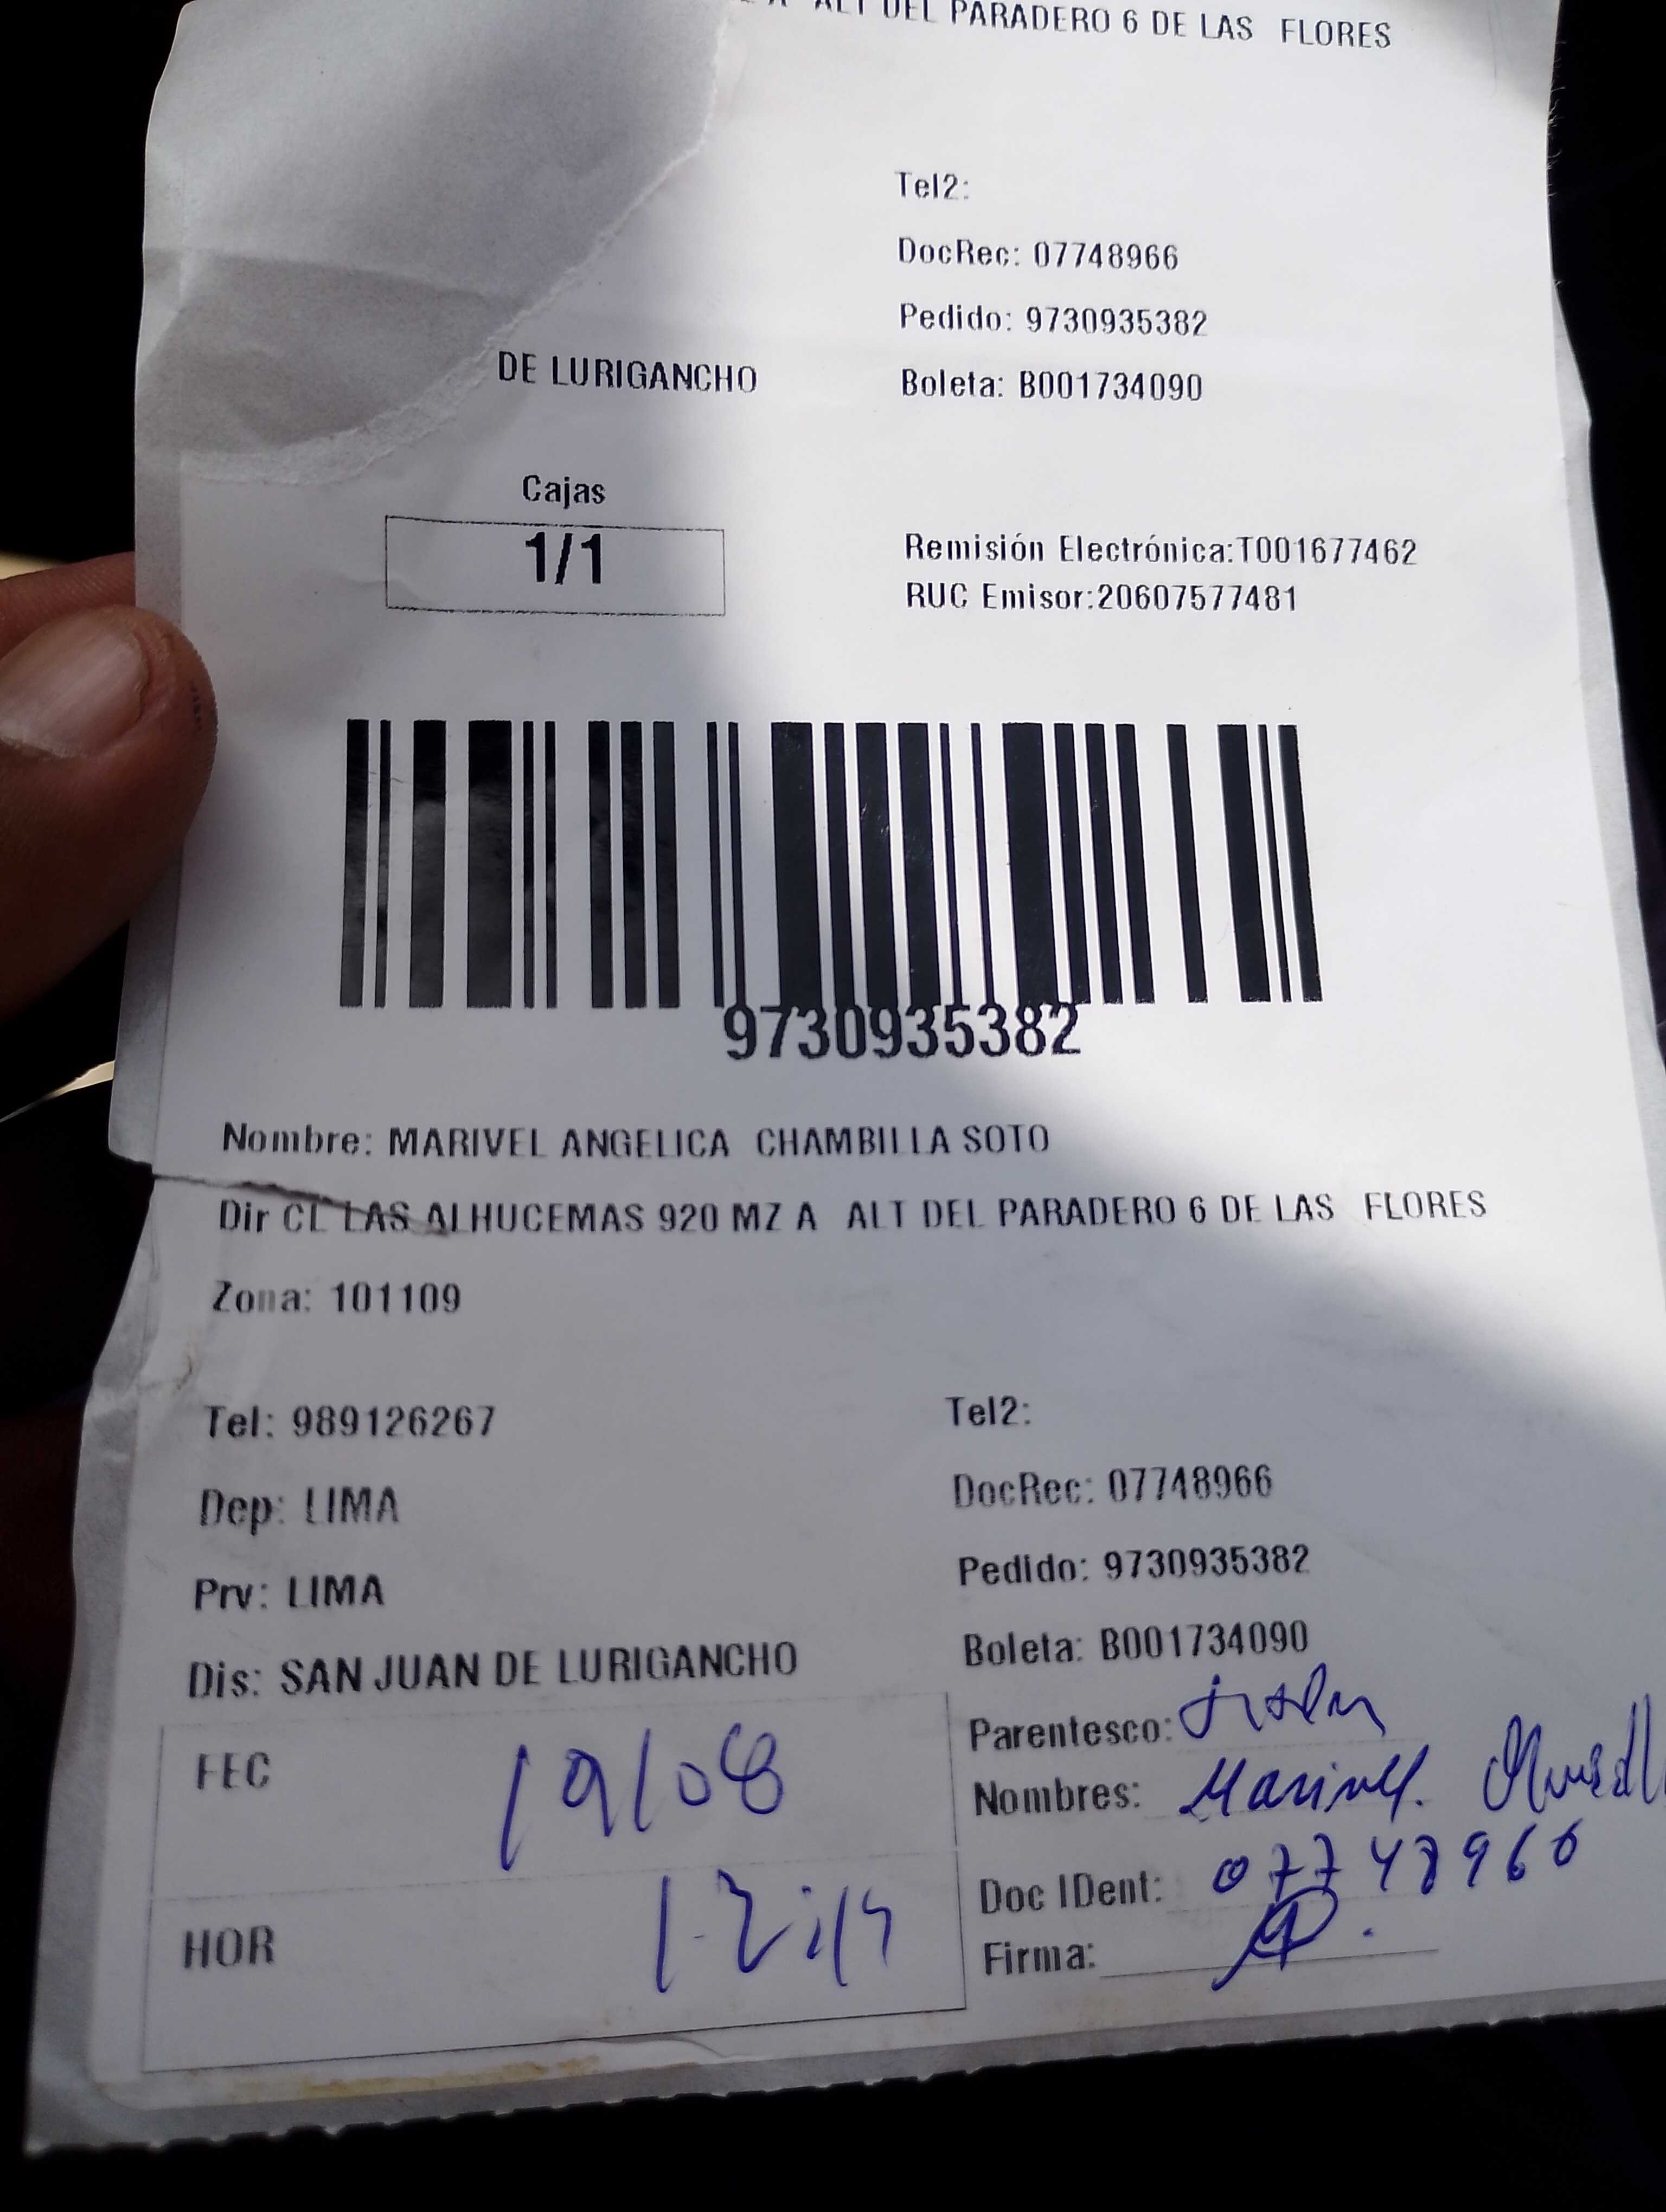 ALT DEL PARADERO 6 DE LAS FLORES
Tel2:
DocRec: 07748966
Pedido: 9730935382
DE LURIGANCHO
Boleta: B001734090
Cajas
1/1
Remisión Electrónica:T001677462
RUC Emisor:20607577481
9730935382
Nombre: MARIVEL ANGELICA CHAMBILLA SOTO
Dir CL LAS ALHUCEMAS 920 MZ A ALT DEL PARADERO 6 DE LAS FLORES
Zona: 101109
Tel: 989126267
Tel2:
Dep: LIMA
DocRec: 07748966
Prv: LIMA
Pedido: 9730935382
Dis: SAN JUAN DE LURIGANCHO
Boleta: B001734090
Parentesco:
FEC 19/08
Nombres: Marivel.
Doc IDent: 07748966
HOR
Firma: